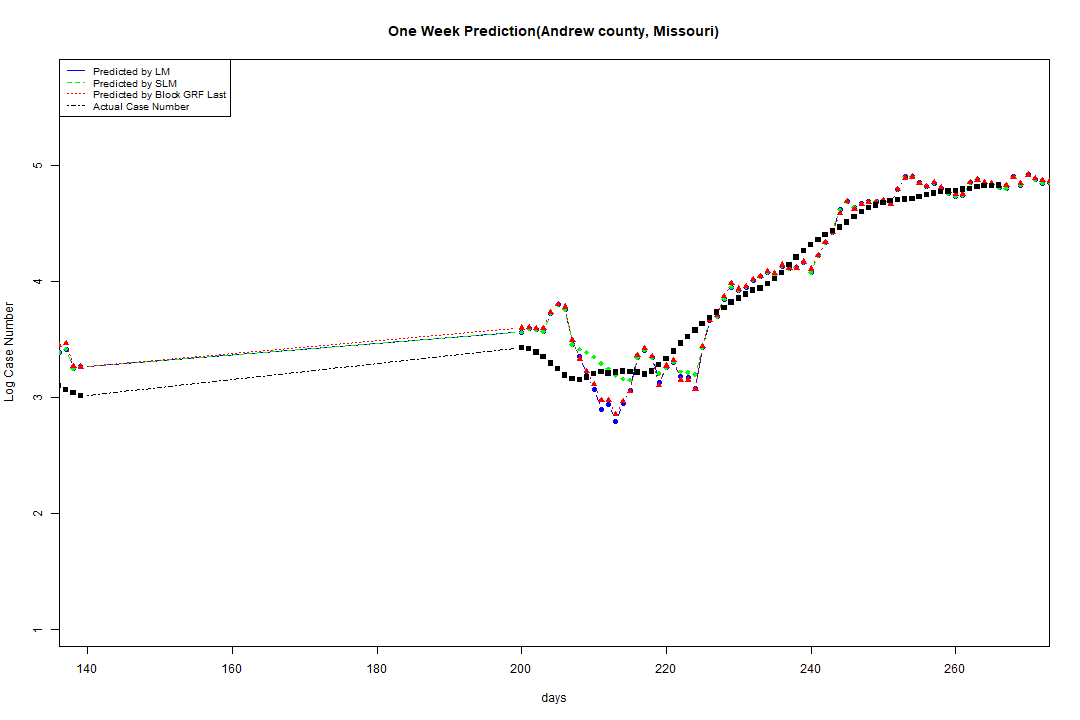 One Week Prediction(Andrew county, Missouri)
Predicted by LM
Predicted by SLM
Predicted by Block GRF Last
Actual Case Number
5
4
3
2
1
Log Case Number
140 160 180 200 220 240 260
days